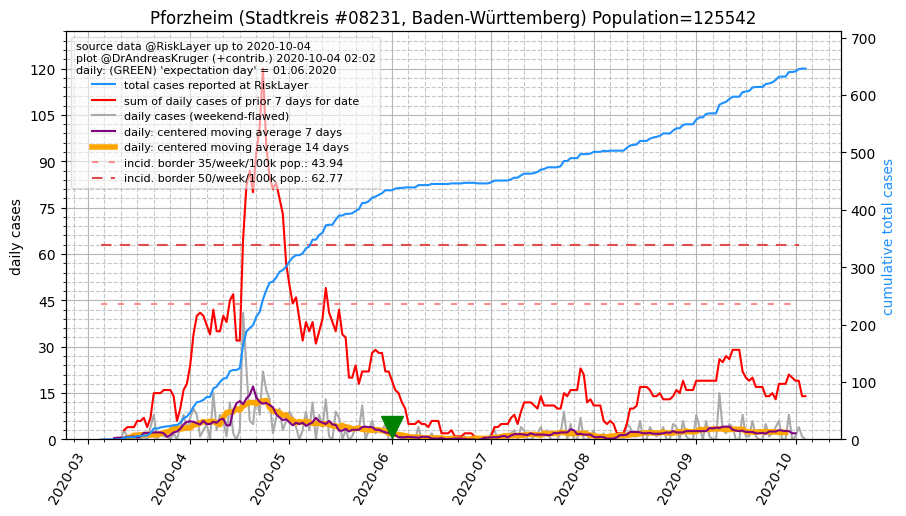 Pforzheim (Stadtkreis #08231, Baden-Württemberg) Population=125542
source data @RiskLayer up to 2020-10-04
plot @DrAndreasKruger (+contrib.) 2020-10-04 02:02
daily: (GREEN) 'expectation day' = 01.06.2020
total cases reported at RiskLayer
sum of daily cases of prior 7 days for date
daily cases (weekend-flawed)
daily: centered moving average 7 days
daily: centered moving average 14 days
incid. border 35/week/100k pop.: 43.94
incid. border 50/week/100k pop.: 62.77
daily cases
120
105
90
75
60
45
30
15
0
cumulative total cases
700
600
500
400
300
200
100
0
2020-03
2020-04
2020-05
2020-06
2020-07
2020-08
2020-09
2020-10